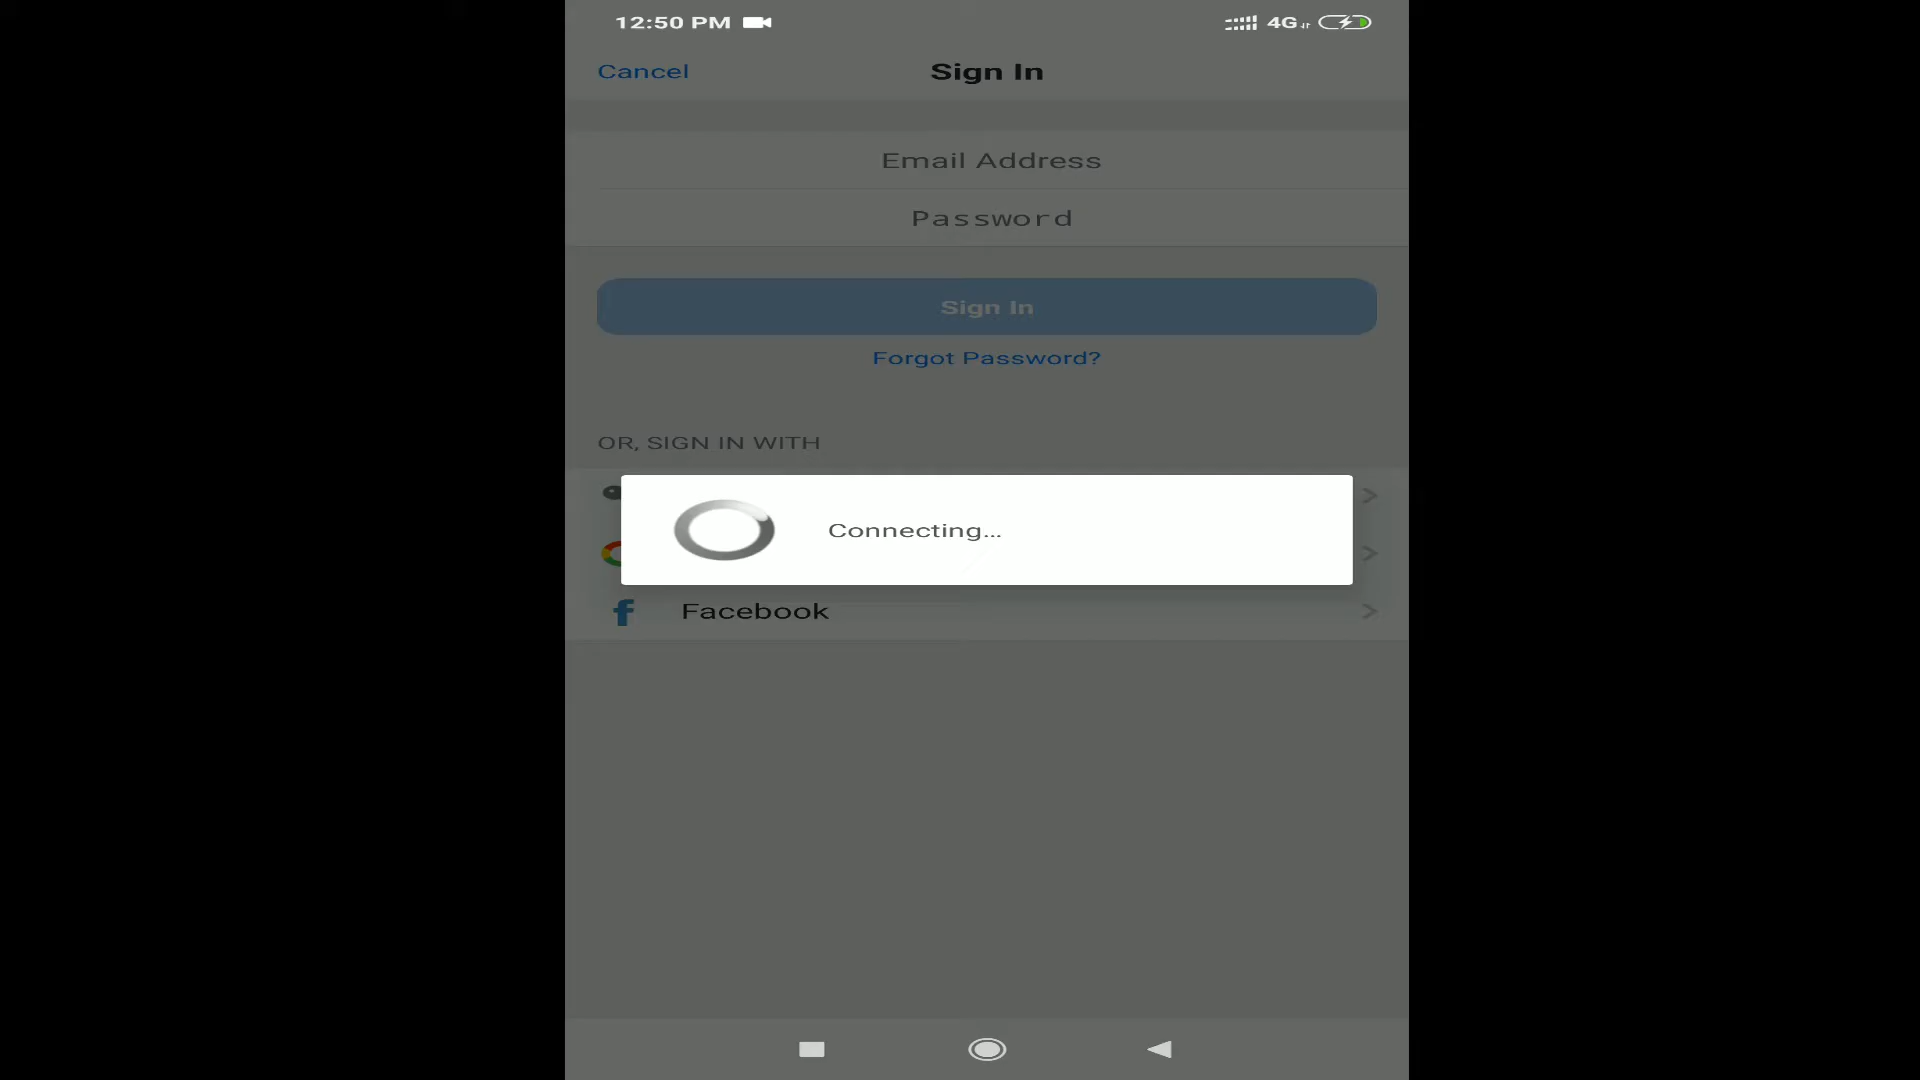 12:50 PM
4G
Cancel
Sign In
Email Address
Password
Sign In
Forgot Password?
OR, SIGN IN WITH
Connecting...
Facebook